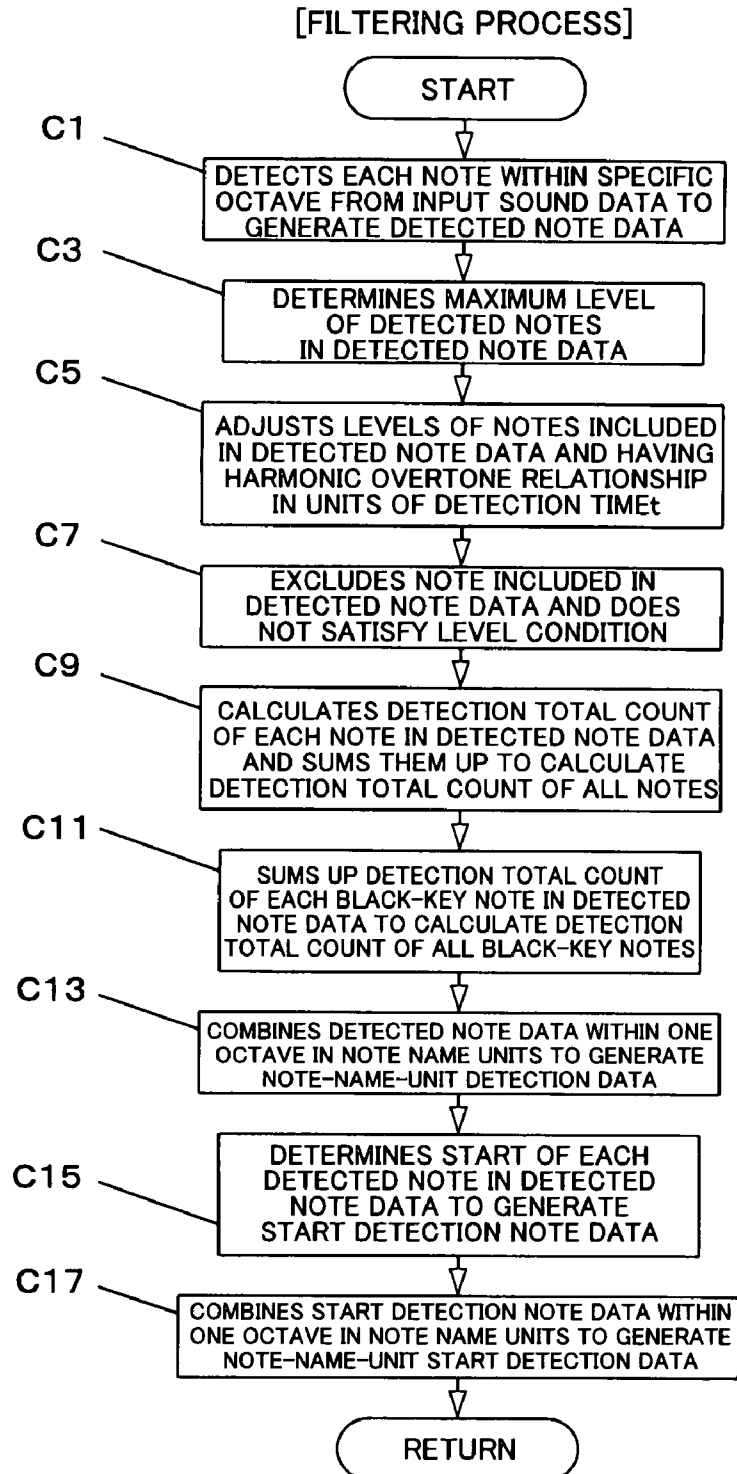 [FILTERING PROCESS]
START
C1
DETECTS EACH NOTE WITHIN SPECIFIC
OCTAVE FROM INPUT SOUND DATA TO
GENERATE DETECTED NOTE DATA
C3
DETERMINES MAXIMUM LEVEL
OF DETECTED NOTES
IN DETECTED NOTE DATA
C5
ADJUSTS LEVELS OF NOTES INCLUDED
IN DETECTED NOTE DATA AND HAVING
HARMONIC OVERTONE RELATIONSHIP
IN UNITS OF DETECTION TIMEt
C7
EXCLUDES NOTE INCLUDED IN
DETECTED NOTE DATA AND DOES
NOT SATISFY LEVEL CONDITION
C9
CALCULATES DETECTION TOTAL COUNT
OF EACH NOTE IN DETECTED NOTE DATA
AND SUMS THEM UP TO CALCULATE
DETECTION TOTAL COUNT OF ALL NOTES
C11
SUMS UP DETECTION TOTAL COUNT
OF EACH BLACK-KEY NOTE IN DETECTED
NOTE DATA TO CALCULATE DETECTION
TOTAL COUNT OF ALL BLACK-KEY NOTES
C13
COMBINES DETECTED NOTE DATA WITHIN ONE
OCTAVE IN NOTE NAME UNITS TO GENERATE
NOTE-NAME-UNIT DETECTION DATA
C15
DETERMINES START OF EACH
DETECTED NOTE IN DETECTED
NOTE DATA TO GENERATE
START DETECTION NOTE DATA
C17
COMBINES START DETECTION NOTE DATA WITHIN
ONE OCTAVE IN NOTE NAME UNITS TO GENERATE
NOTE-NAME-UNIT START DETECTION DATA
RETURN